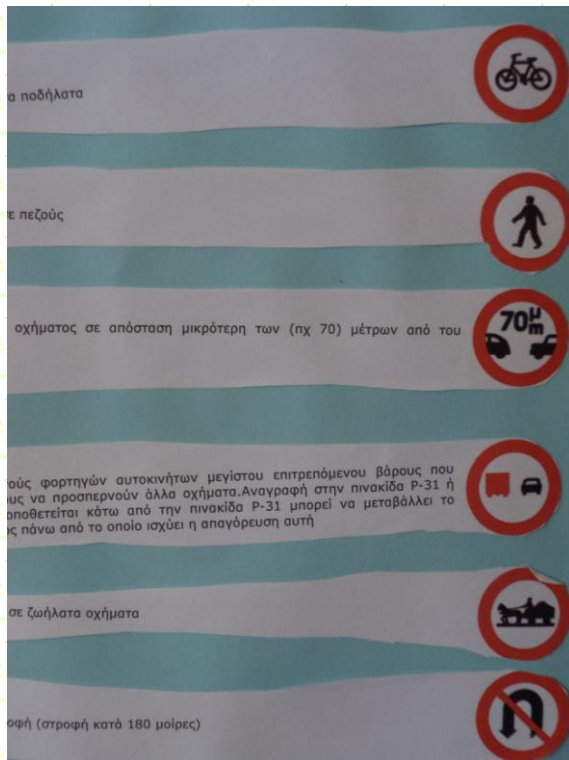 α ποδήλατα
ε πεζούς
οχήματος σε απόσταση μικρότερη των (πχ 70) μέτρων από του
70 μ
m
ούς φορτηγών αυτοκινήτων μεγίστου επιτρεπόμενου βάρους που
υς να προσπερνούν άλλα οχήματα.Αναγραφή στην πινακίδα Ρ-31 ή
οποθετείται κάτω από την πινακίδα Ρ-31 μπορεί να μεταβάλλει το
ς πάνω από το οποίο ισχύει η απαγόρευση αυτή
σε ζωήλατα οχήματα
οφή (στροφή κατά 180 μοίρες)